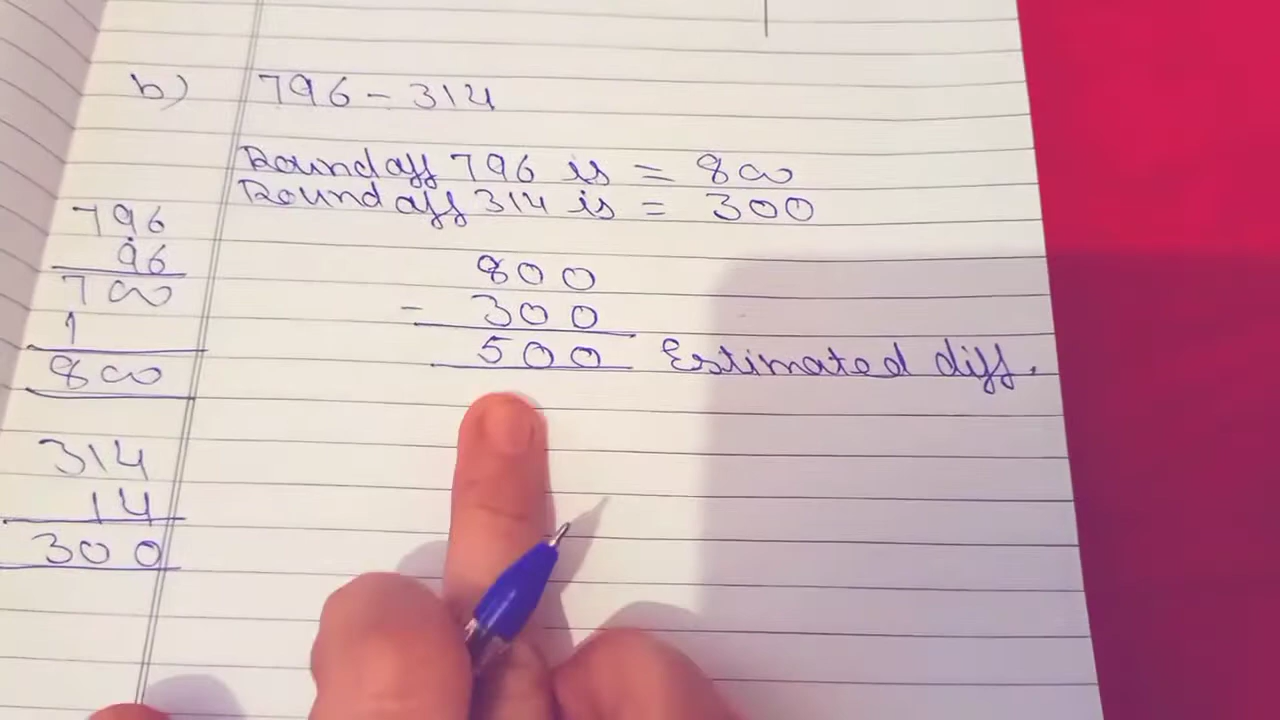 b) 796 - 314
Round off 796 is = 800
Round off 314 is = 300
796
96
700
1
800
314
14
300
800
- 300
500 Estimated diff.